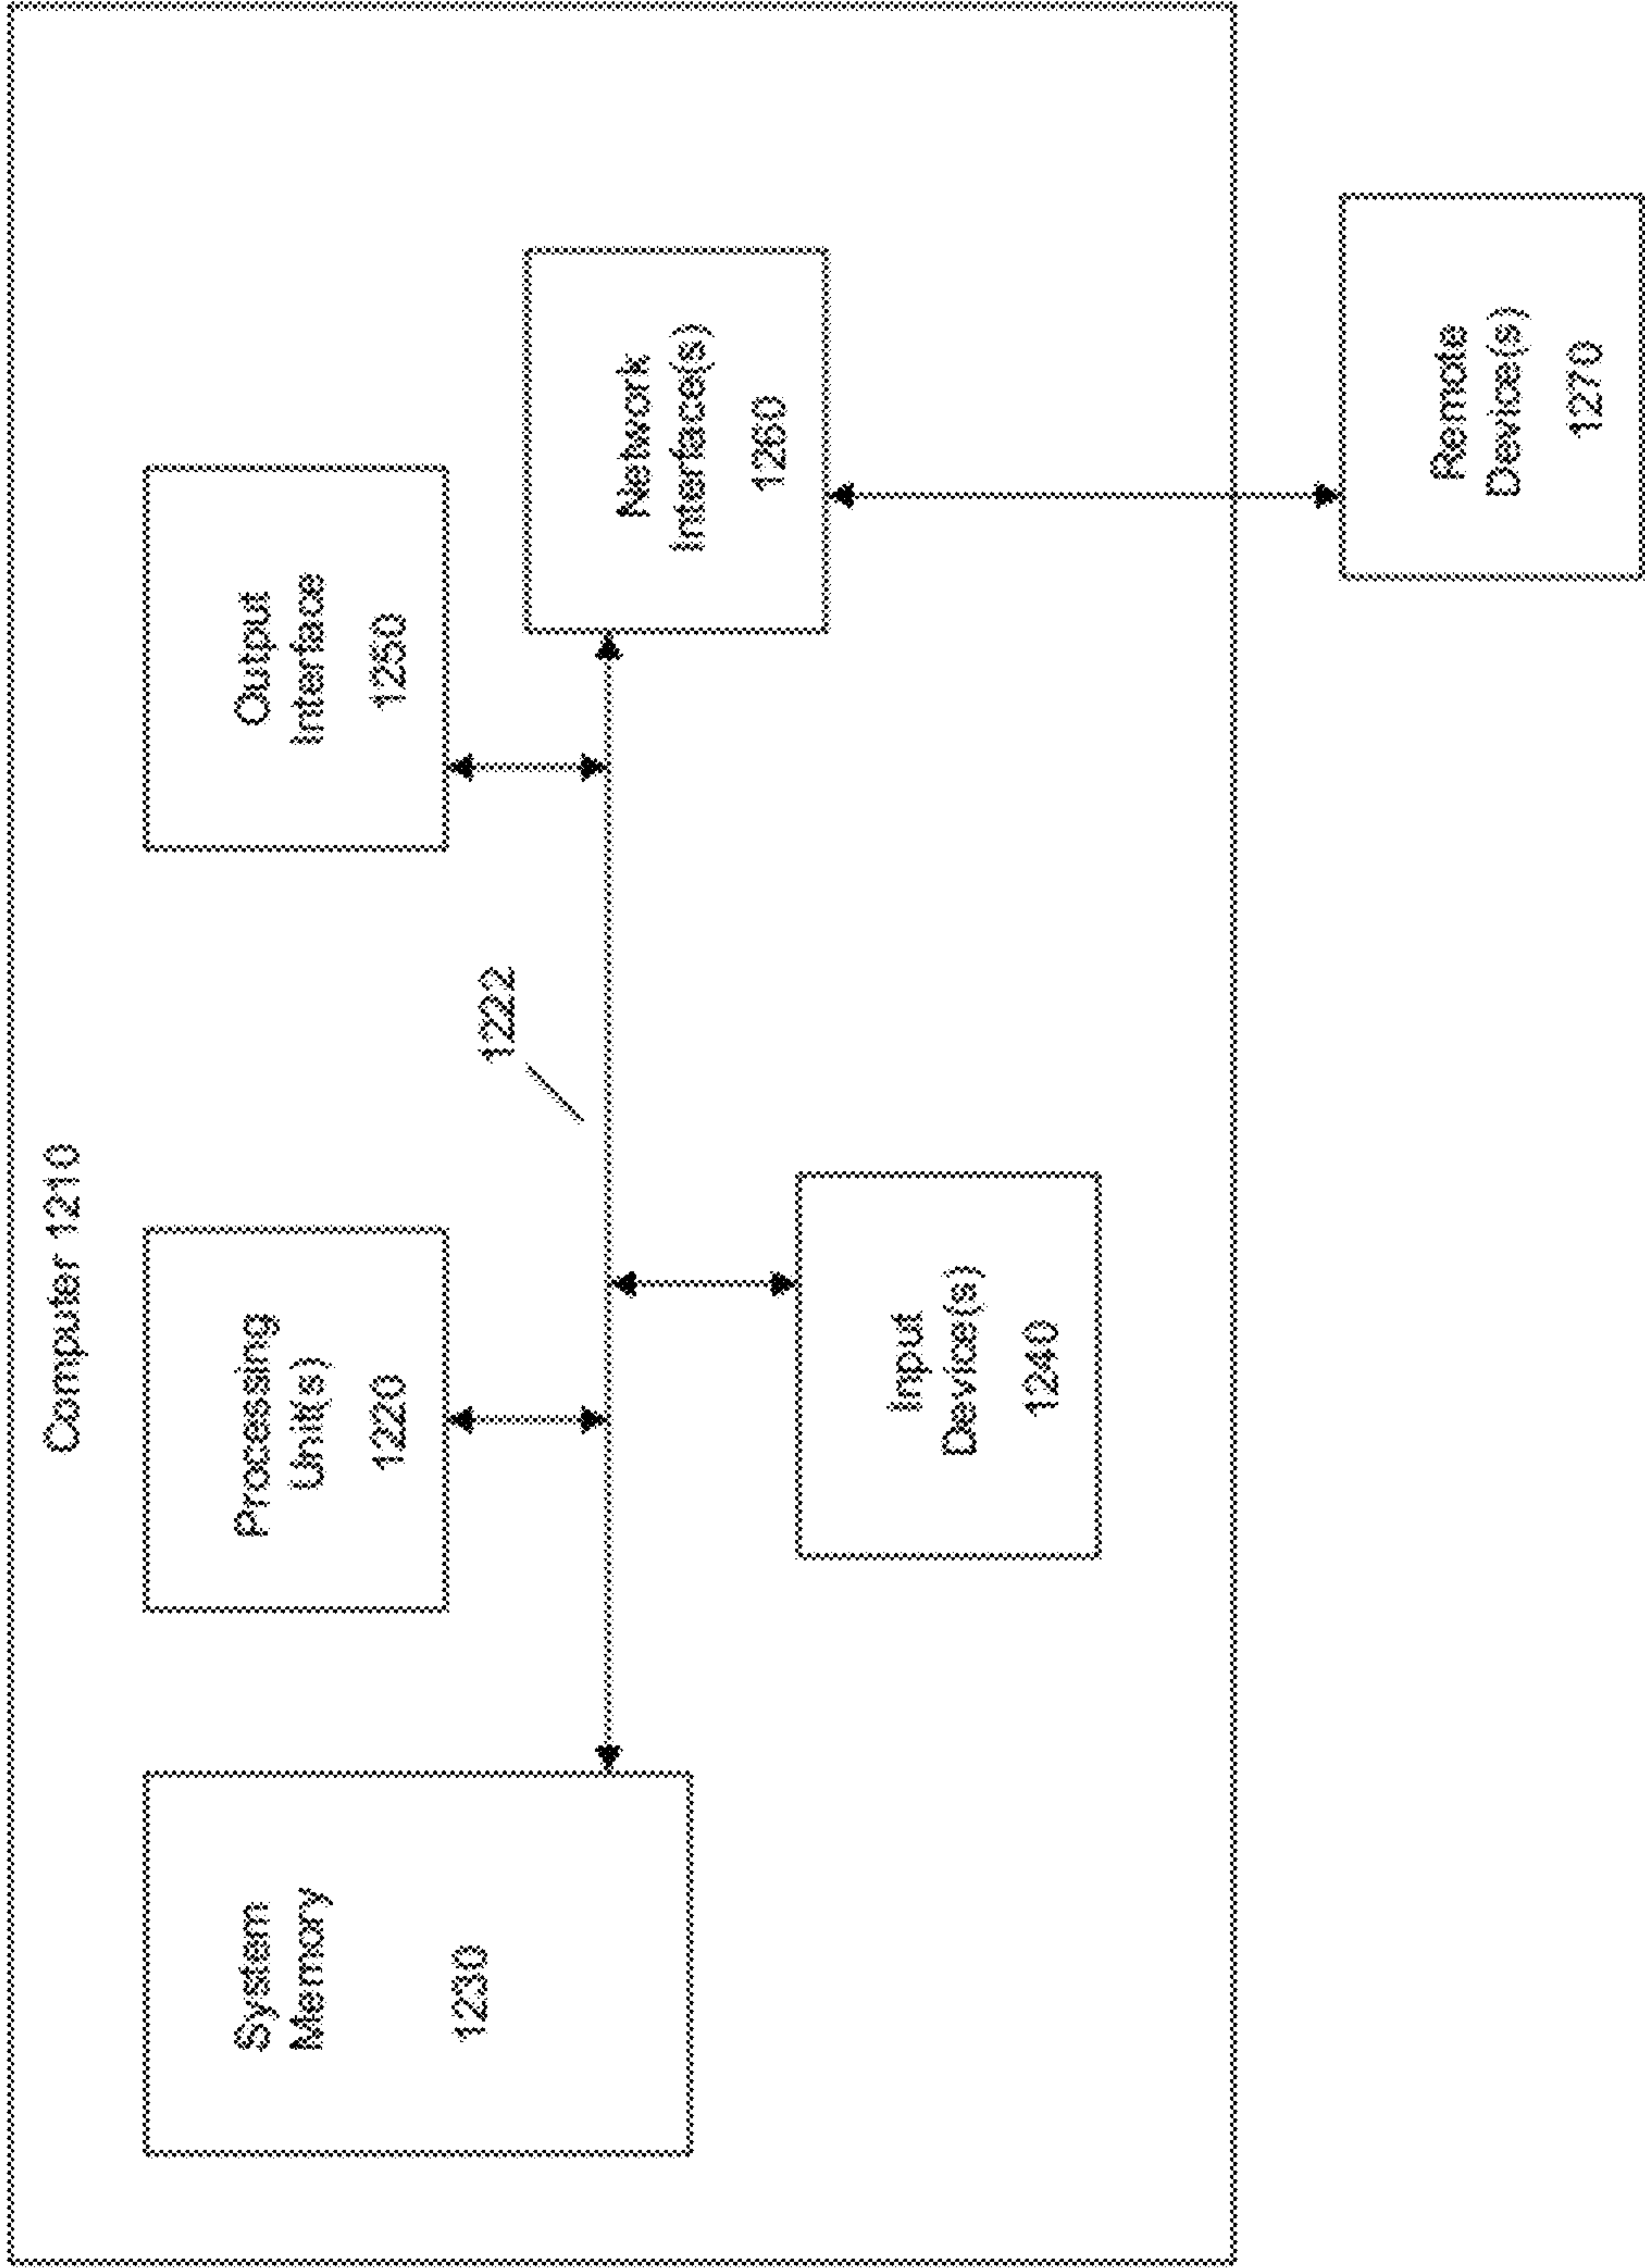 Computer 1210
System
Memory
1230
Processing
Unit(s)
1220
Output
Interface
1250
1222
Network
Interface(s)
1260
Input
Device(s)
1240
Remote
Device(s)
1270